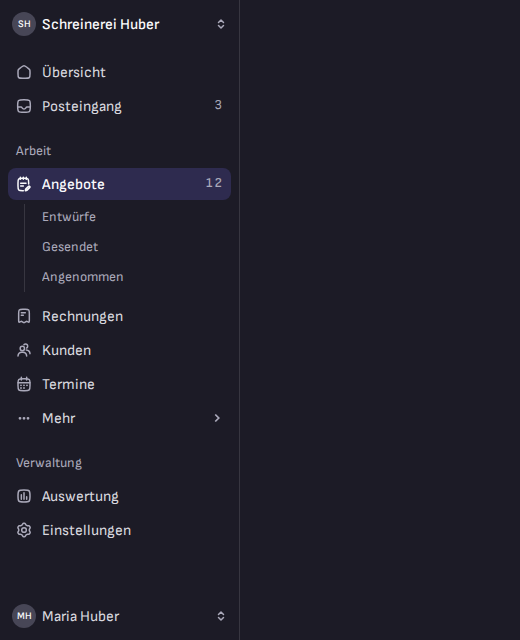 SH Schreinerei Huber
Übersicht
Posteingang 3
Arbeit
Angebote 12
Entwürfe
Gesendet
Angenommen
Rechnungen
Kunden
Termine
Mehr
Verwaltung
Auswertung
Einstellungen
MH Maria Huber